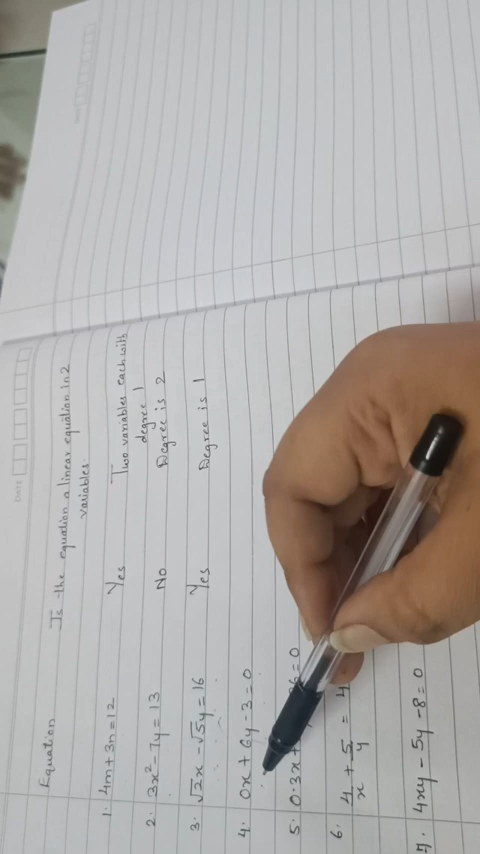 DATE
Equation Is the equation a linear equation in 2
variables.
1. 4m + 3n = 12 Yes Two variables each with
degree 1
2. 3x² - 7y = 13 No Degree is 2
3. √2x - √5y = 16 Yes Degree is 1
4. 0x + 6y - 3 = 0
5. 0.3x + 6 = 0
6. 4/x + 5/y = 4
7. 4xy - 5y - 8 = 0